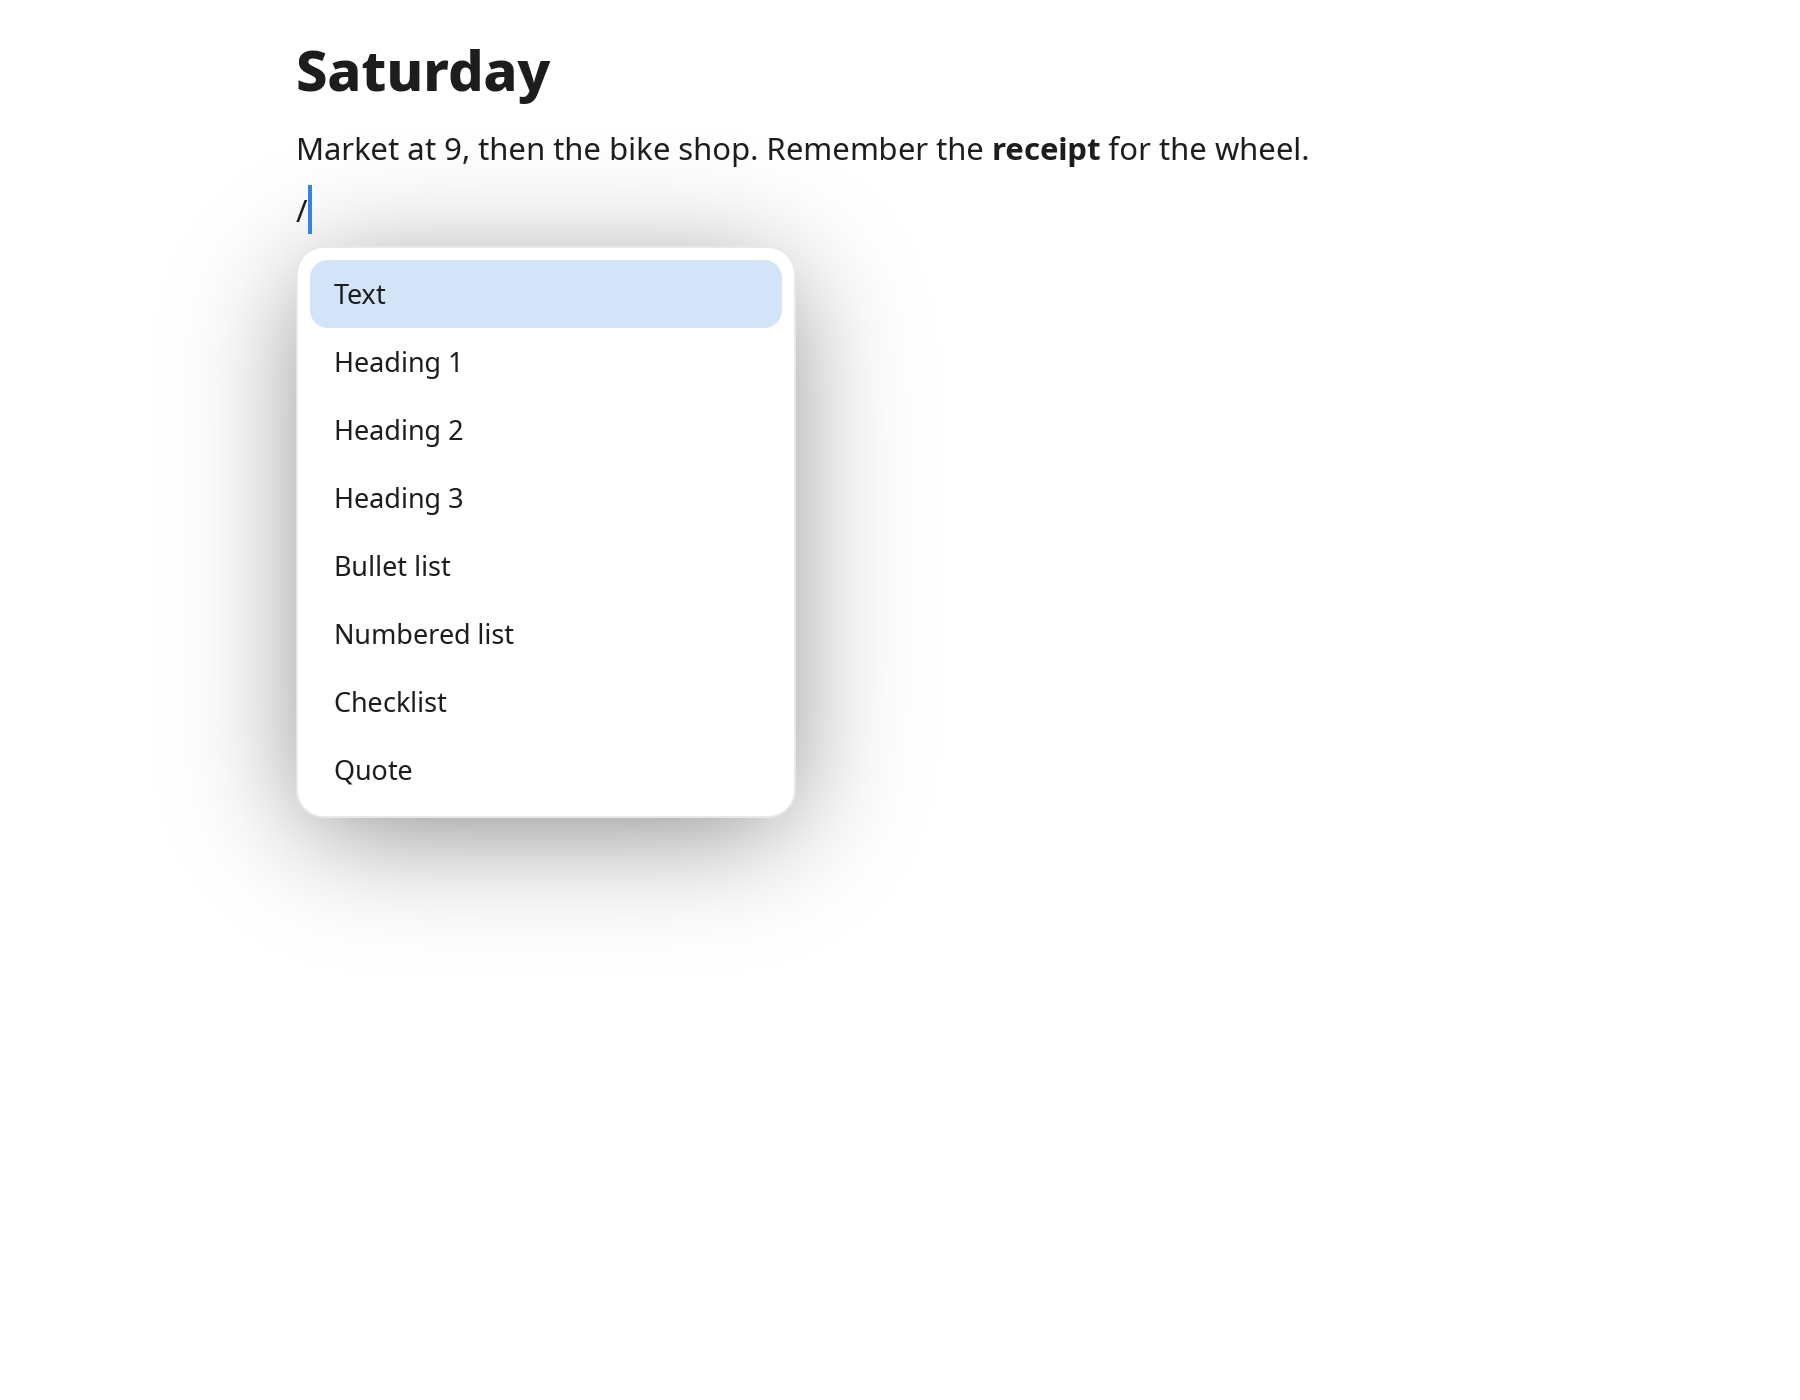 Saturday
Market at 9, then the bike shop. Remember the receipt for the wheel.
/
Text
Heading 1
Heading 2
Heading 3
Bullet list
Numbered list
Checklist
Quote